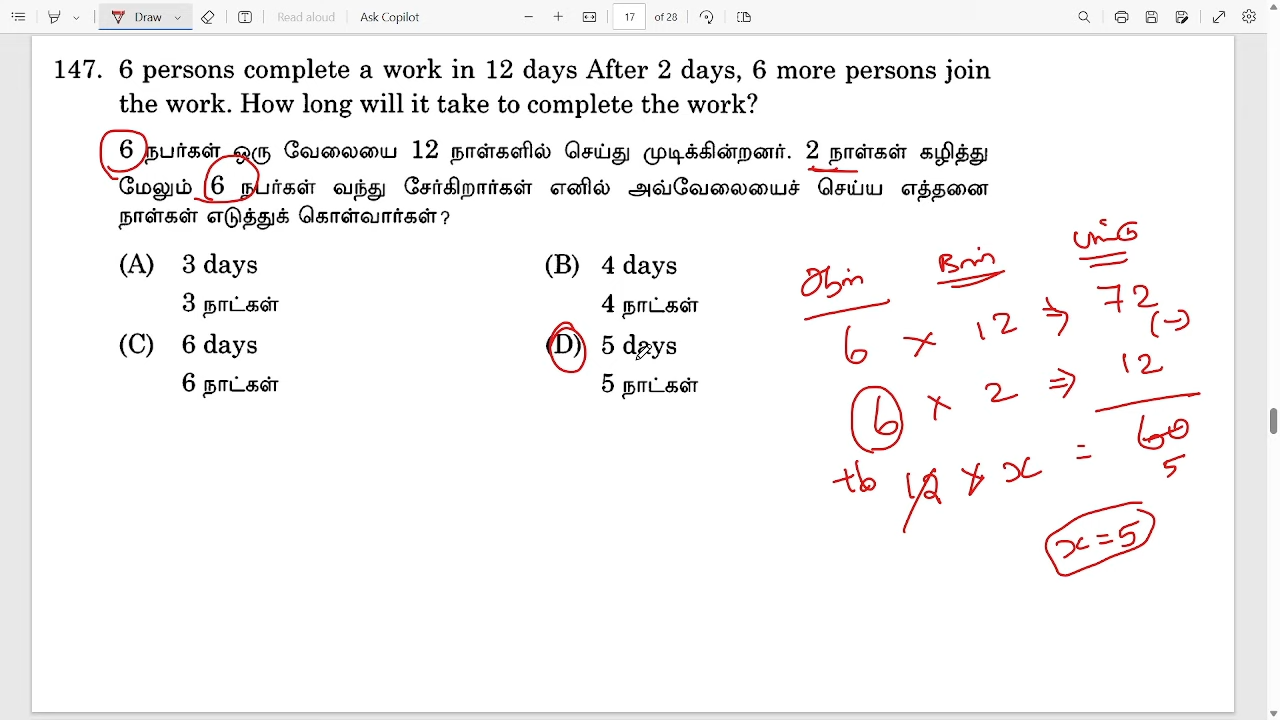 Draw
Read aloud
Ask Copilot
17
of 28
147. 6 persons complete a work in 12 days After 2 days, 6 more persons join
the work. How long will it take to complete the work?
6 நபர்கள் ஒரு வேலையை 12 நாள்களில் செய்து முடிக்கின்றனர். 2 நாள்கள் கழித்து
மேலும் 6 நபர்கள் வந்து சேர்கிறார்கள் எனில் அவ்வேலையைச் செய்ய எத்தனை
நாள்கள் எடுத்துக் கொள்வார்கள்?
(A) 3 days
3 நாட்கள்
(B) 4 days
4 நாட்கள்
(C) 6 days
6 நாட்கள்
(D) 5 days
5 நாட்கள்
6 × 12 ⇒ 72
(-)
6 × 2 ⇒ 12
+6 12 × x = 60
5
x = 5